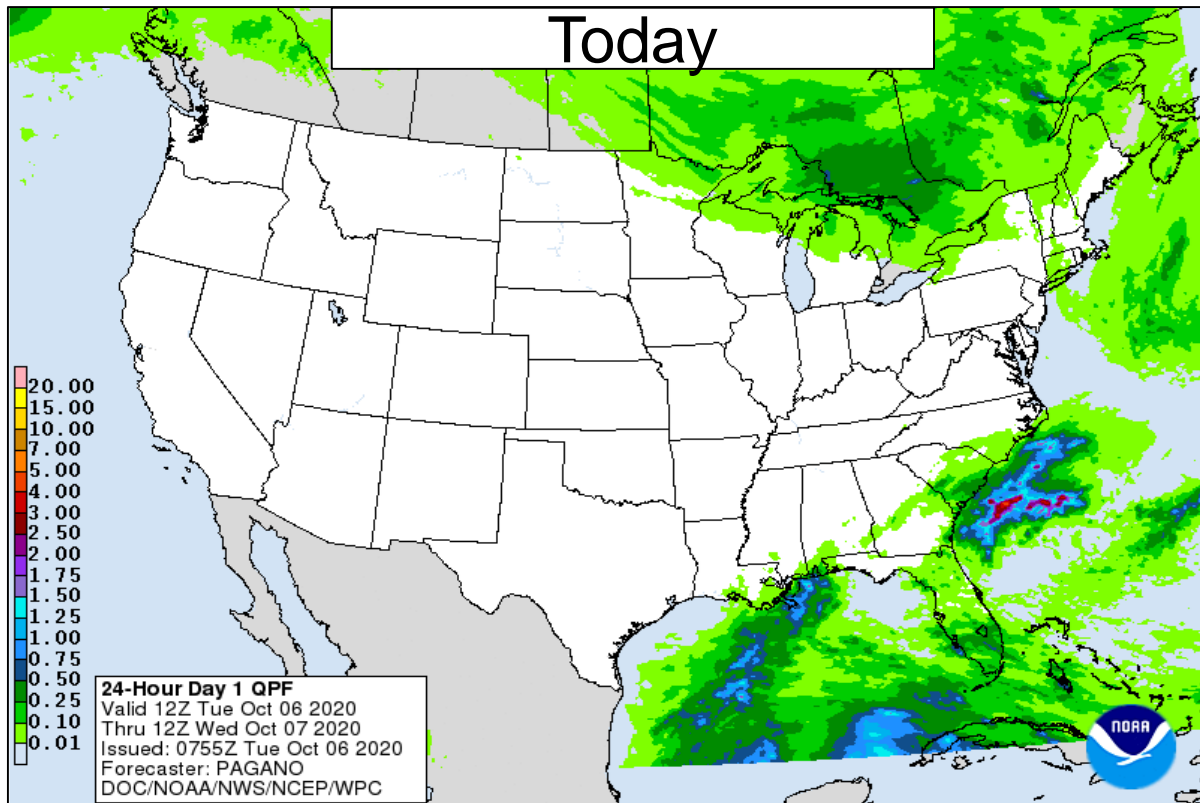 Today
20.00
15.00
10.00
7.00
5.00
4.00
3.00
2.50
2.00
1.75
1.50
1.25
1.00
0.75
0.50
0.25
0.10
0.01
24-Hour Day 1 QPF
Valid 12Z Tue Oct 06 2020
Thru 12Z Wed Oct 07 2020
Issued: 0755Z Tue Oct 06 2020
Forecaster: PAGANO
DOC/NOAA/NWS/NCEP/WPC
NOAA